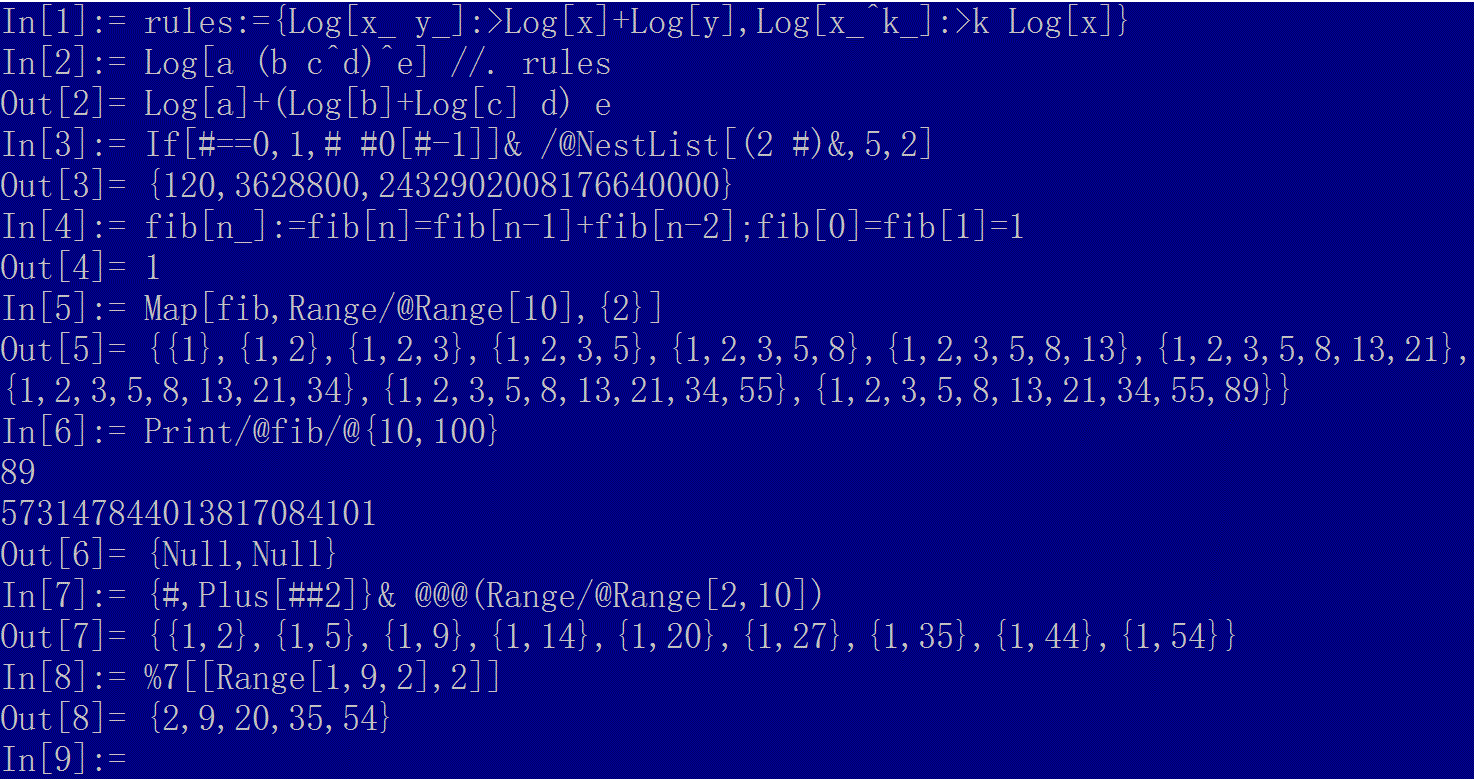 In[1]:= rules:={Log[x_ y_]:>Log[x]+Log[y],Log[x_^k_]:>k Log[x]}
In[2]:= Log[a (b c^d)^e] //. rules
Out[2]= Log[a]+(Log[b]+Log[c] d) e
In[3]:= If[#==0,1,# #0[#-1]]& /@NestList[(2 #)&,5,2]
Out[3]= {120,3628800,2432902008176640000}
In[4]:= fib[n_]:=fib[n]=fib[n-1]+fib[n-2];fib[0]=fib[1]=1
Out[4]= 1
In[5]:= Map[fib,Range/@Range[10],{2}]
Out[5]= {{1},{1,2},{1,2,3},{1,2,3,5},{1,2,3,5,8},{1,2,3,5,8,13},{1,2,3,5,8,13,21},
{1,2,3,5,8,13,21,34},{1,2,3,5,8,13,21,34,55},{1,2,3,5,8,13,21,34,55,89}}
In[6]:= Print/@fib/@{10,100}
89
573147844013817084101
Out[6]= {Null,Null}
In[7]:= {#,Plus[##2]}& @@@(Range/@Range[2,10])
Out[7]= {{1,2},{1,5},{1,9},{1,14},{1,20},{1,27},{1,35},{1,44},{1,54}}
In[8]:= %7[[Range[1,9,2],2]]
Out[8]= {2,9,20,35,54}
In[9]:=